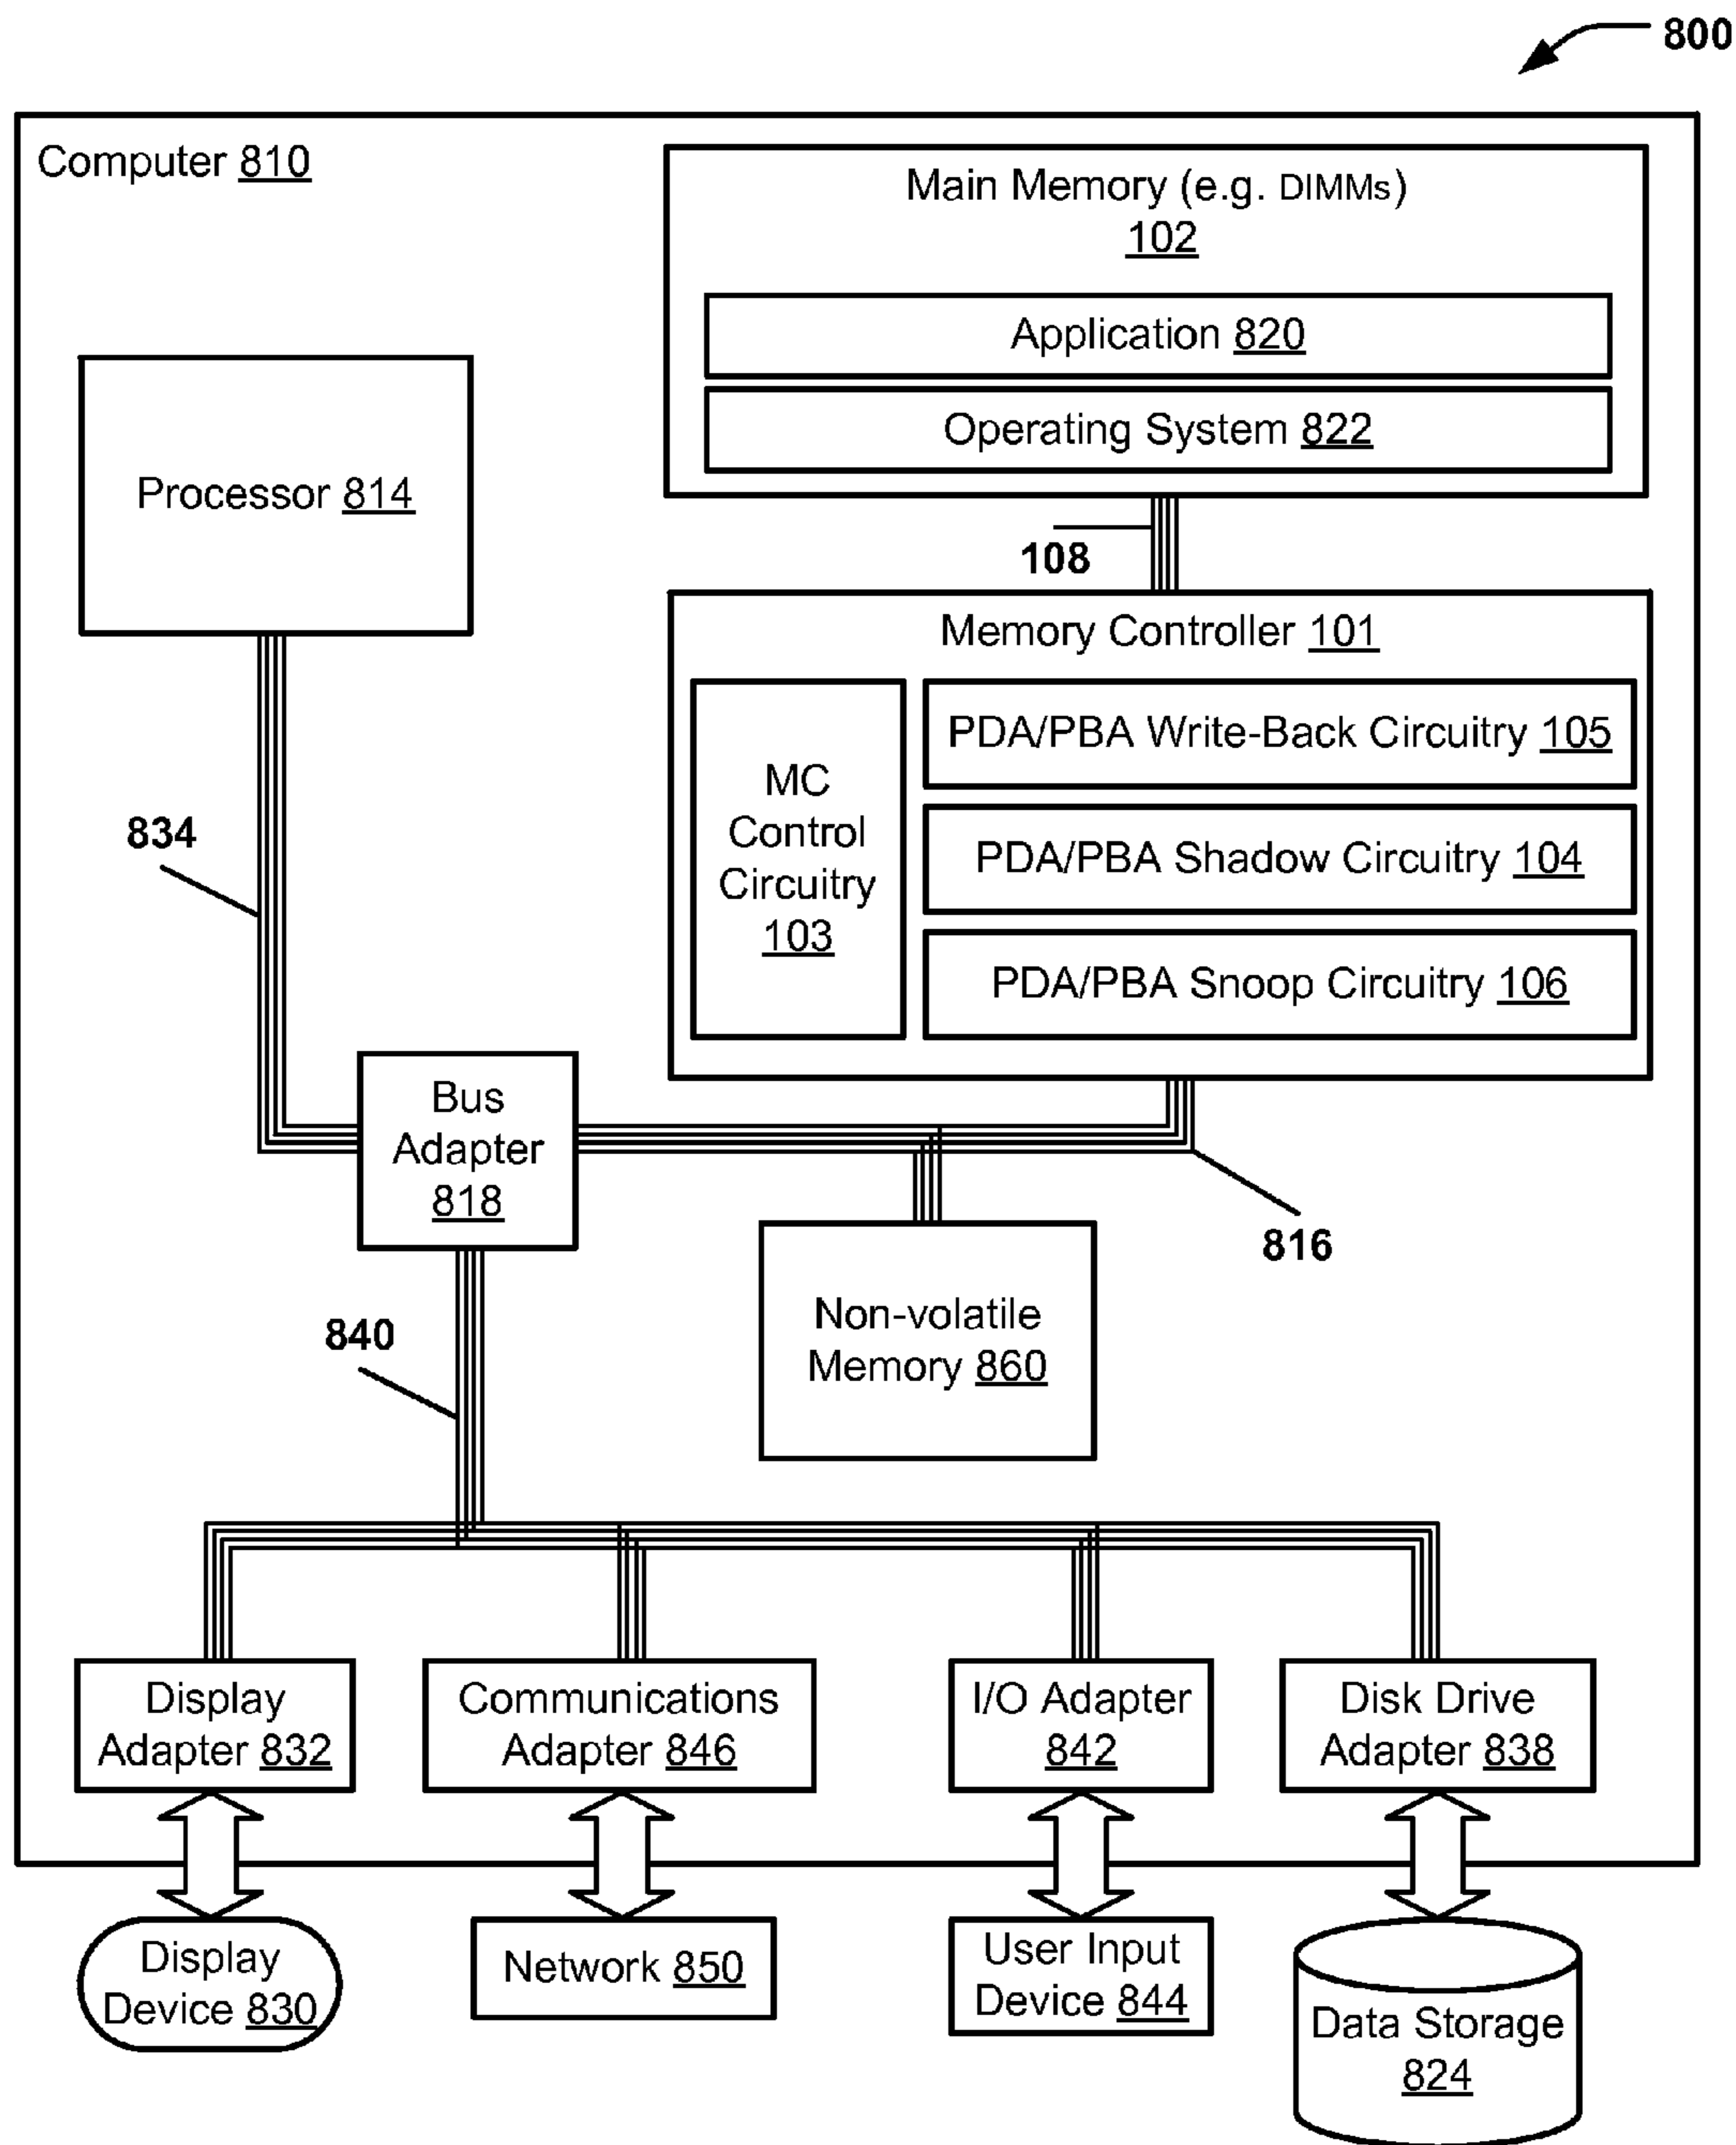 800
Computer 810
Main Memory (e.g. DIMMs)
102
Application 820
Operating System 822
Processor 814
108
Memory Controller 101
MC
Control
Circuitry
103
PDA/PBA Write-Back Circuitry 105
PDA/PBA Shadow Circuitry 104
PDA/PBA Snoop Circuitry 106
834
Bus
Adapter
818
816
Non-volatile
Memory 860
840
Display
Adapter 832
Communications
Adapter 846
I/O Adapter
842
Disk Drive
Adapter 838
Display
Device 830
Network 850
User Input
Device 844
Data Storage
824